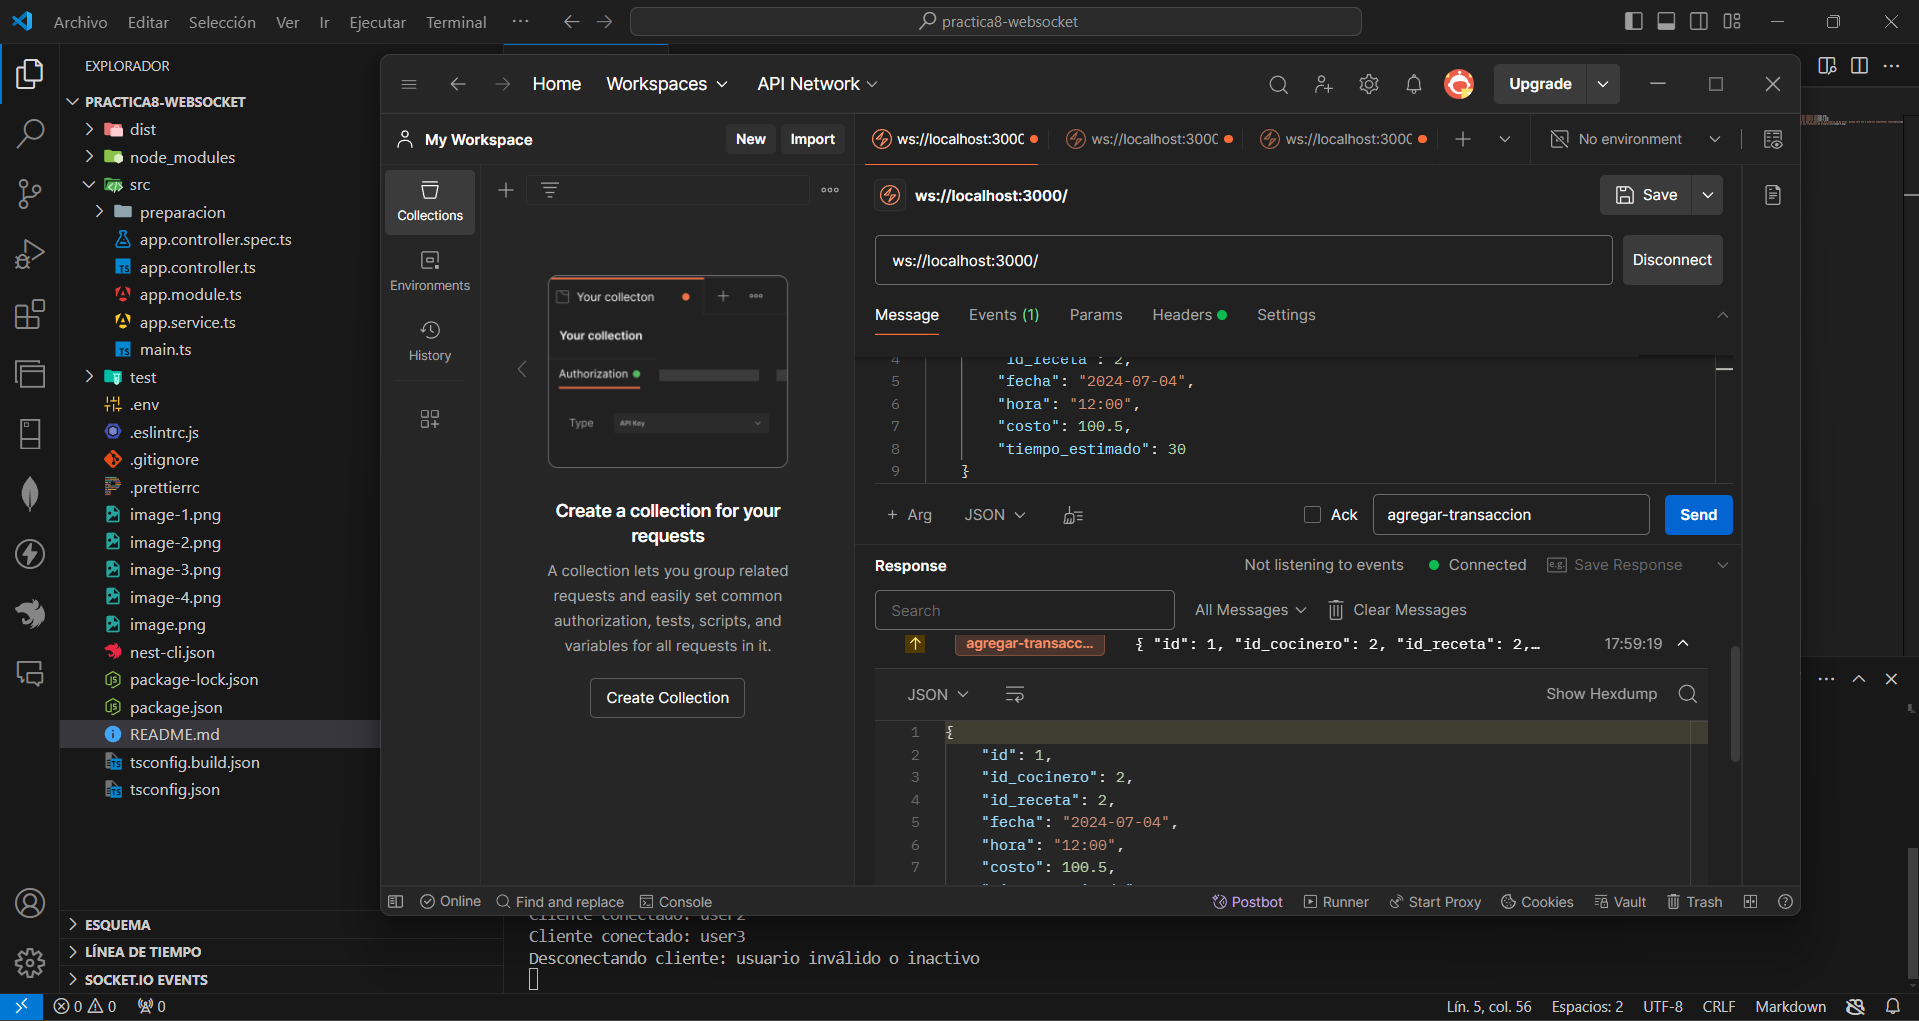 Archivo Editar Selección Ver Ir Ejecutar Terminal ··· practica8-websocket
EXPLORADOR
PRACTICA8-WEBSOCKET
dist
node_modules
src
preparacion
app.controller.spec.ts
app.controller.ts
app.module.ts
app.service.ts
main.ts
test
.env
.eslintrc.js
.gitignore
.prettierrc
image-1.png
image-2.png
image-3.png
image-4.png
image.png
nest-cli.json
package-lock.json
package.json
README.md
tsconfig.build.json
tsconfig.json
ESQUEMA
LÍNEA DE TIEMPO
SOCKET.IO EVENTS
Home Workspaces API Network Upgrade
My Workspace New Import
ws://localhost:3000 ws://localhost:3000 ws://localhost:3000 No environment
Collections
Environments
History
Your collecton
Your collection
Authorization
Type API Key
Create a collection for your
requests
A collection lets you group related
requests and easily set common
authorization, tests, scripts, and
variables for all requests in it.
Create Collection
ws://localhost:3000/ Save
ws://localhost:3000/ Disconnect
Message Events (1) Params Headers Settings
4 "id_receta": 2,
5 "fecha": "2024-07-04",
6 "hora": "12:00",
7 "costo": 100.5,
8 "tiempo_estimado": 30
9 }
+ Arg JSON Ack agregar-transaccion Send
Response Not listening to events Connected e.g. Save Response
Search All Messages Clear Messages
agregar-transacc... { "id": 1, "id_cocinero": 2, "id_receta": 2,… 17:59:19
JSON Show Hexdump
1 {
2 "id": 1,
3 "id_cocinero": 2,
4 "id_receta": 2,
5 "fecha": "2024-07-04",
6 "hora": "12:00",
7 "costo": 100.5,
Online Find and replace Console Postbot Runner Start Proxy Cookies Vault Trash
Cliente conectado: user2
Cliente conectado: user3
Desconectando cliente: usuario inválido o inactivo
0 0 0 Lín. 5, col. 56 Espacios: 2 UTF-8 CRLF Markdown